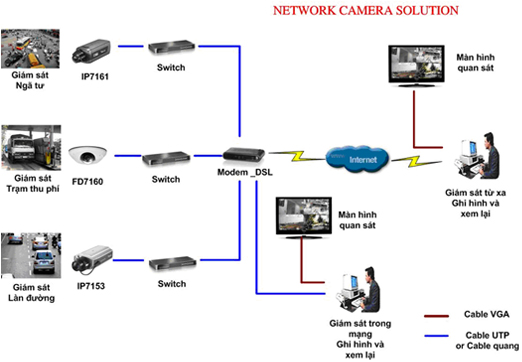 NETWORK CAMERA SOLUTION
Giám sát
Ngã tư
IP7161
Switch
Màn hình
quan sát
Giám sát
Trạm thu phí
FD7160
Switch
Modem _DSL
Internet
Giám sát từ xa
Ghi hình và
xem lại
Màn hình
quan sát
Giám sát
Làn đường
IP7153
Switch
Giám sát trong
mạng
Ghi hình và
xem lại
Cable VGA
Cable UTP
or Cable quang